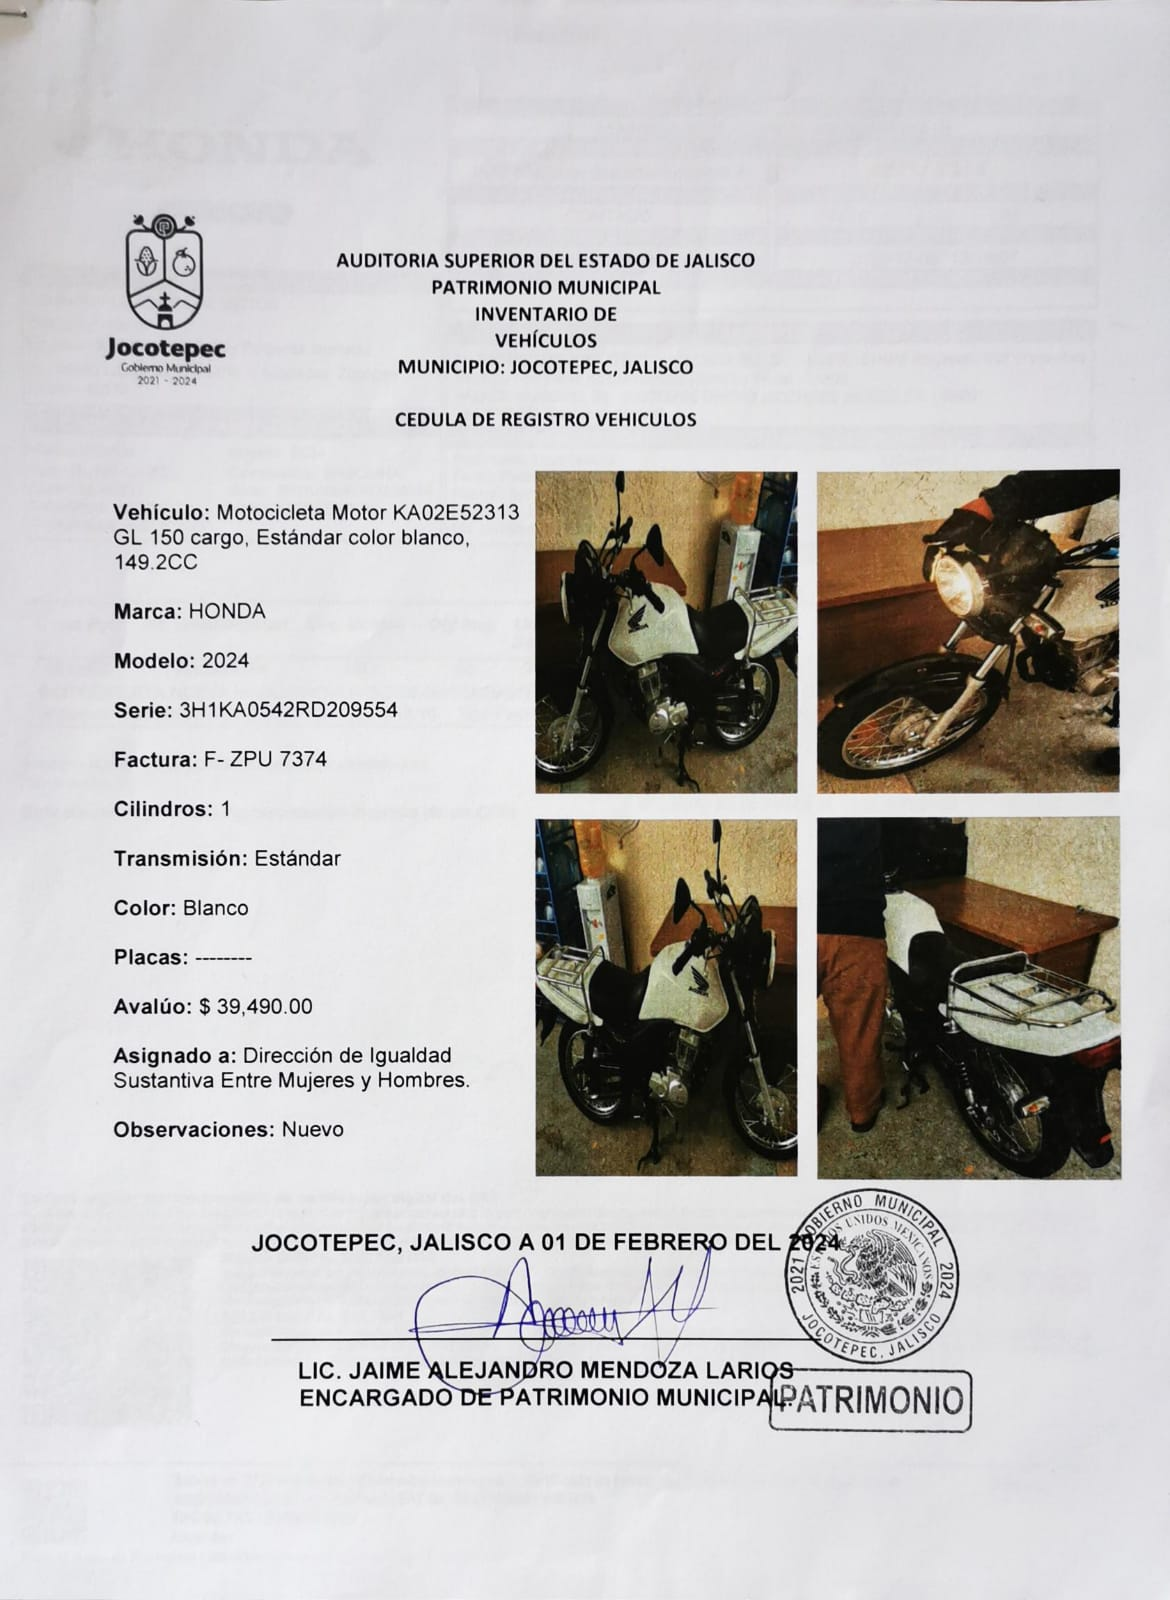 AUDITORIA SUPERIOR DEL ESTADO DE JALISCO
PATRIMONIO MUNICIPAL
INVENTARIO DE
VEHÍCULOS
MUNICIPIO: JOCOTEPEC, JALISCO
Jocotepec
Gobierno Municipal
2021 - 2024
CEDULA DE REGISTRO VEHICULOS
Vehículo: Motocicleta Motor KA02E52313
GL 150 cargo, Estándar color blanco,
149.2CC
Marca: HONDA
Modelo: 2024
Serie: 3H1KA0542RD209554
Factura: F- ZPU 7374
Cilindros: 1
Transmisión: Estándar
Color: Blanco
Placas: --------
Avalúo: $ 39,490.00
Asignado a: Dirección de Igualdad
Sustantiva Entre Mujeres y Hombres.
Observaciones: Nuevo
JOCOTEPEC, JALISCO A 01 DE FEBRERO DEL 2024
2021 GOBIERNO MUNICIPAL 2024
ESTADOS UNIDOS MEXICANOS
JOCOTEPEC, JALISCO
LIC. JAIME ALEJANDRO MENDOZA LARIOS
ENCARGADO DE PATRIMONIO MUNICIPAL.
PATRIMONIO